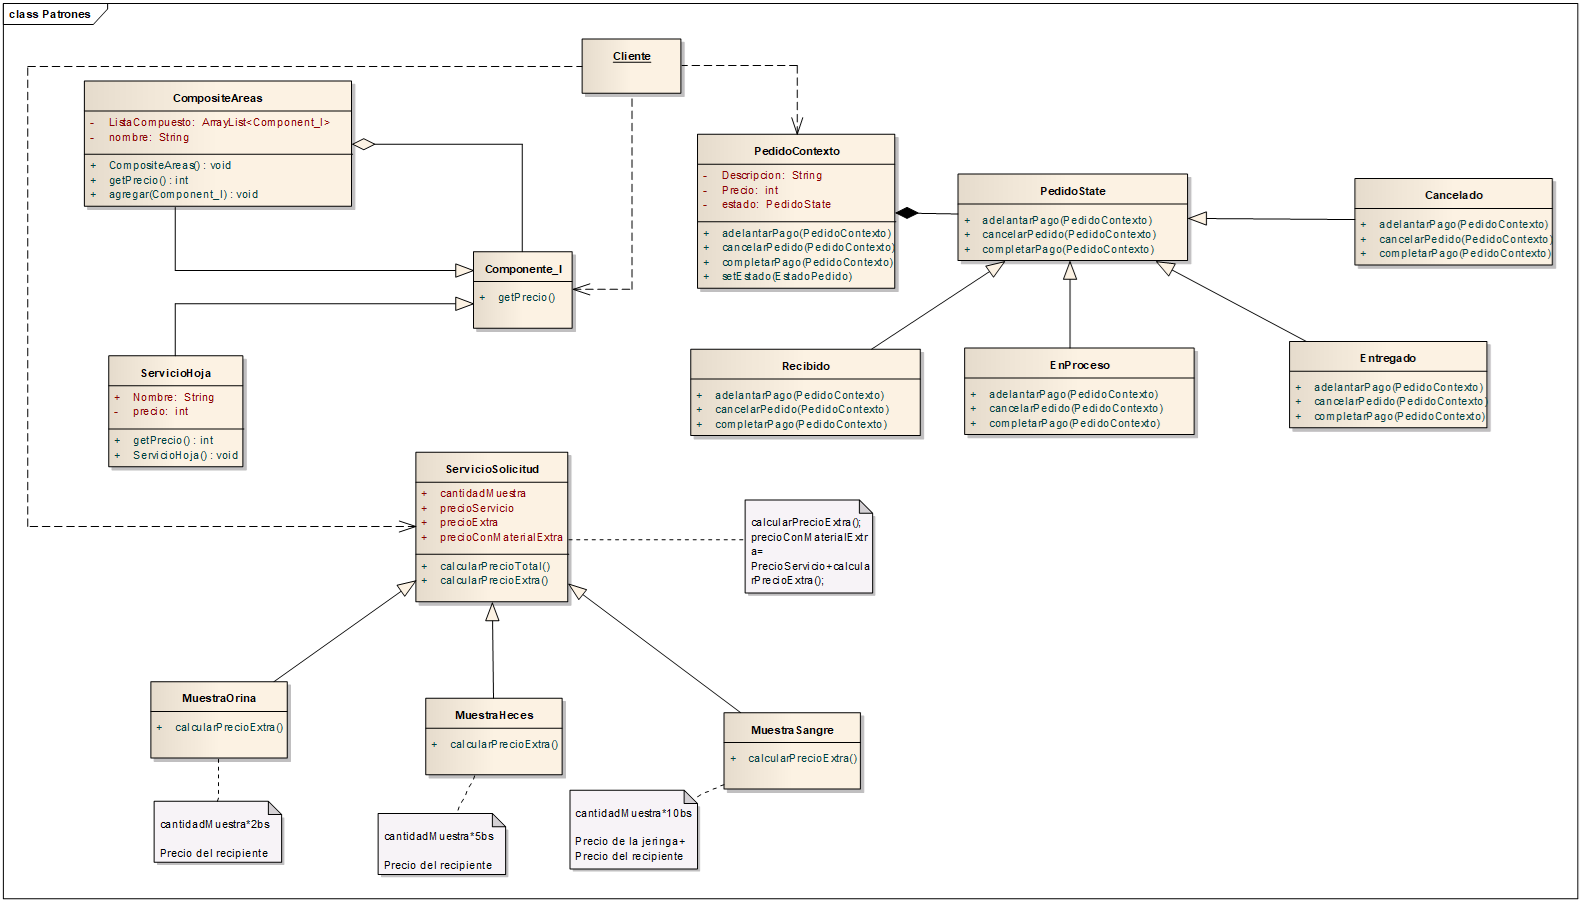 class Patrones
Cliente
CompositeAreas
- ListaCompuesto: ArrayList<Component_I>
- nombre: String
+ CompositeAreas() : void
+ getPrecio() : int
+ agregar(Component_I) : void
PedidoContexto
- Descripcion: String
- Precio: int
- estado: PedidoState
+ adelantarPago(PedidoContexto)
+ cancelarPedido(PedidoContexto)
+ completarPago(PedidoContexto)
+ setEstado(EstadoPedido)
PedidoState
+ adelantarPago(PedidoContexto)
+ cancelarPedido(PedidoContexto)
+ completarPago(PedidoContexto)
Cancelado
+ adelantarPago(PedidoContexto)
+ cancelarPedido(PedidoContexto)
+ completarPago(PedidoContexto)
Componente_I
+ getPrecio()
ServicioHoja
+ Nombre: String
- precio: int
+ getPrecio() : int
+ ServicioHoja() : void
Recibido
+ adelantarPago(PedidoContexto)
+ cancelarPedido(PedidoContexto)
+ completarPago(PedidoContexto)
EnProceso
+ adelantarPago(PedidoContexto)
+ cancelarPedido(PedidoContexto)
+ completarPago(PedidoContexto)
Entregado
+ adelantarPago(PedidoContexto)
+ cancelarPedido(PedidoContexto)
+ completarPago(PedidoContexto)
ServicioSolicitud
+ cantidadMuestra
+ precioServicio
+ precioExtra
+ precioConMaterialExtra
+ calcularPrecioTotal()
+ calcularPrecioExtra()
calcularPrecioExtra();
precioConMaterialExtr
a=
PrecioServicio+calcula
rPrecioExtra();
MuestraOrina
+ calcularPrecioExtra()
MuestraHeces
+ calcularPrecioExtra()
MuestraSangre
+ calcularPrecioExtra()
cantidadMuestra*2bs
Precio del recipiente
cantidadMuestra*5bs
Precio del recipiente
cantidadMuestra*10bs
Precio de la jeringa+
Precio del recipiente